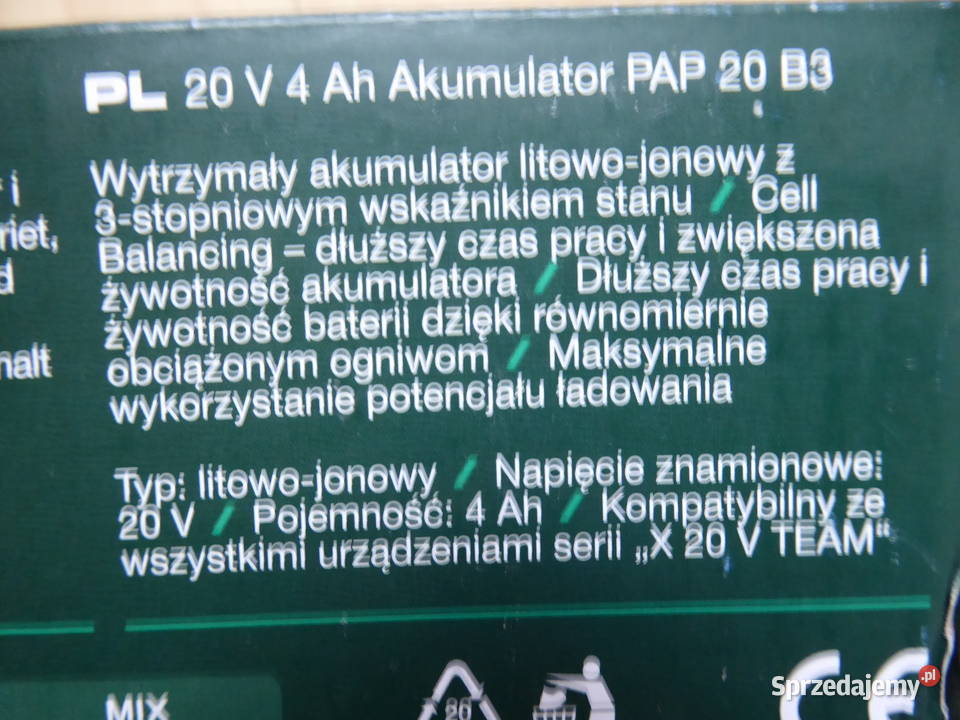 PL 20 V 4 Ah Akumulator PAP 20 B3
Wytrzymały akumulator litowo-jonowy z
3-stopniowym wskaźnikiem stanu / Cell
Balancing – dłuższy czas pracy i zwiększona
żywotność akumulatora / Dłuższy czas pracy i
żywotność baterii dzięki równomiernie
obciążonym ogniwom / Maksymalne
wykorzystanie potencjału ładowania
Typ: litowo-jonowy / Napięcie znamionowe:
20 V / Pojemność: 4 Ah / Kompatybilny ze
wszystkimi urządzeniami serii „X 20 V TEAM“
MIX
20
CE
Sprzedajemy.pl